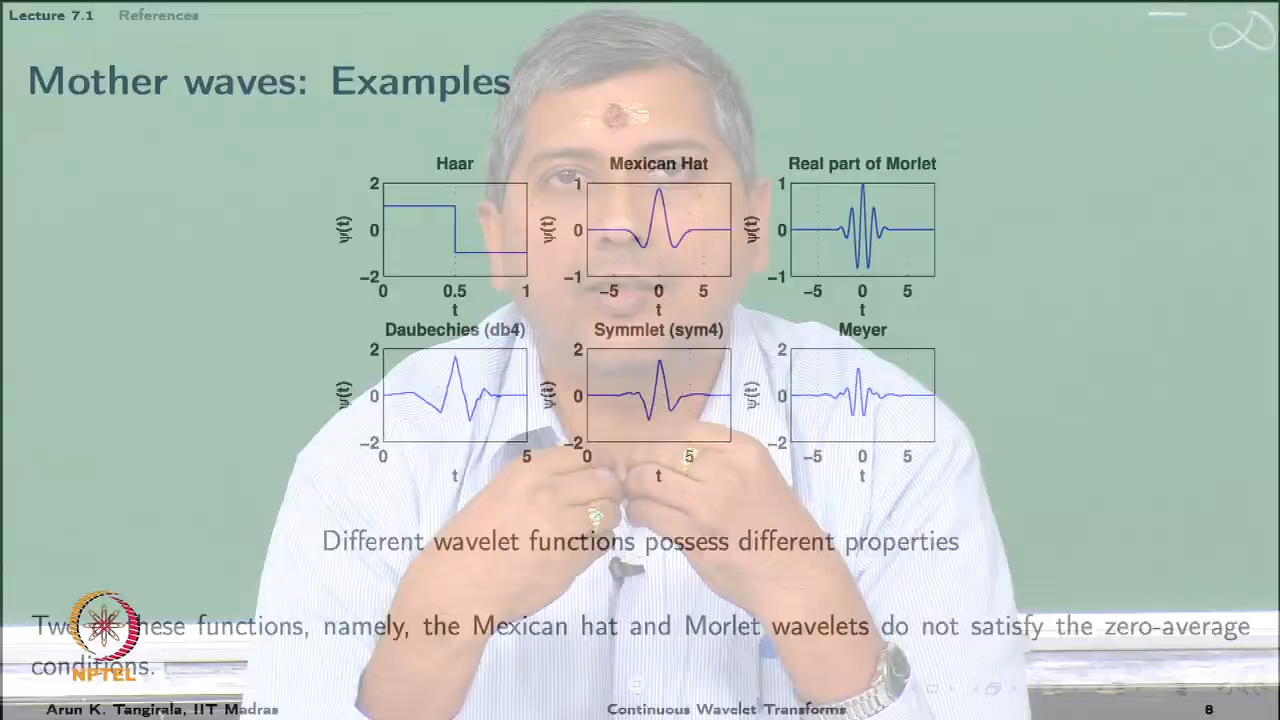 Lecture 7.1 References
Mother waves: Examples
Haar
Mexican Hat
Real part of Morlet
2
0
−2
ψ(t)
0 0.5 1
t
1
0
−1
ψ(t)
−5 0 5
t
1
0
−1
ψ(t)
−5 0 5
t
Daubechies (db4)
Symmlet (sym4)
Meyer
2
0
−2
ψ(t)
0 5
t
2
0
−2
ψ(t)
0 5
t
2
0
−2
ψ(t)
−5 0 5
t
Different wavelet functions possess different properties
these functions, namely, the Mexican hat and Morlet wavelets do not satisfy the zero-average
conditions.
NPTEL
Arun K. Tangirala, IIT Madras Continuous Wavelet Transforms 8